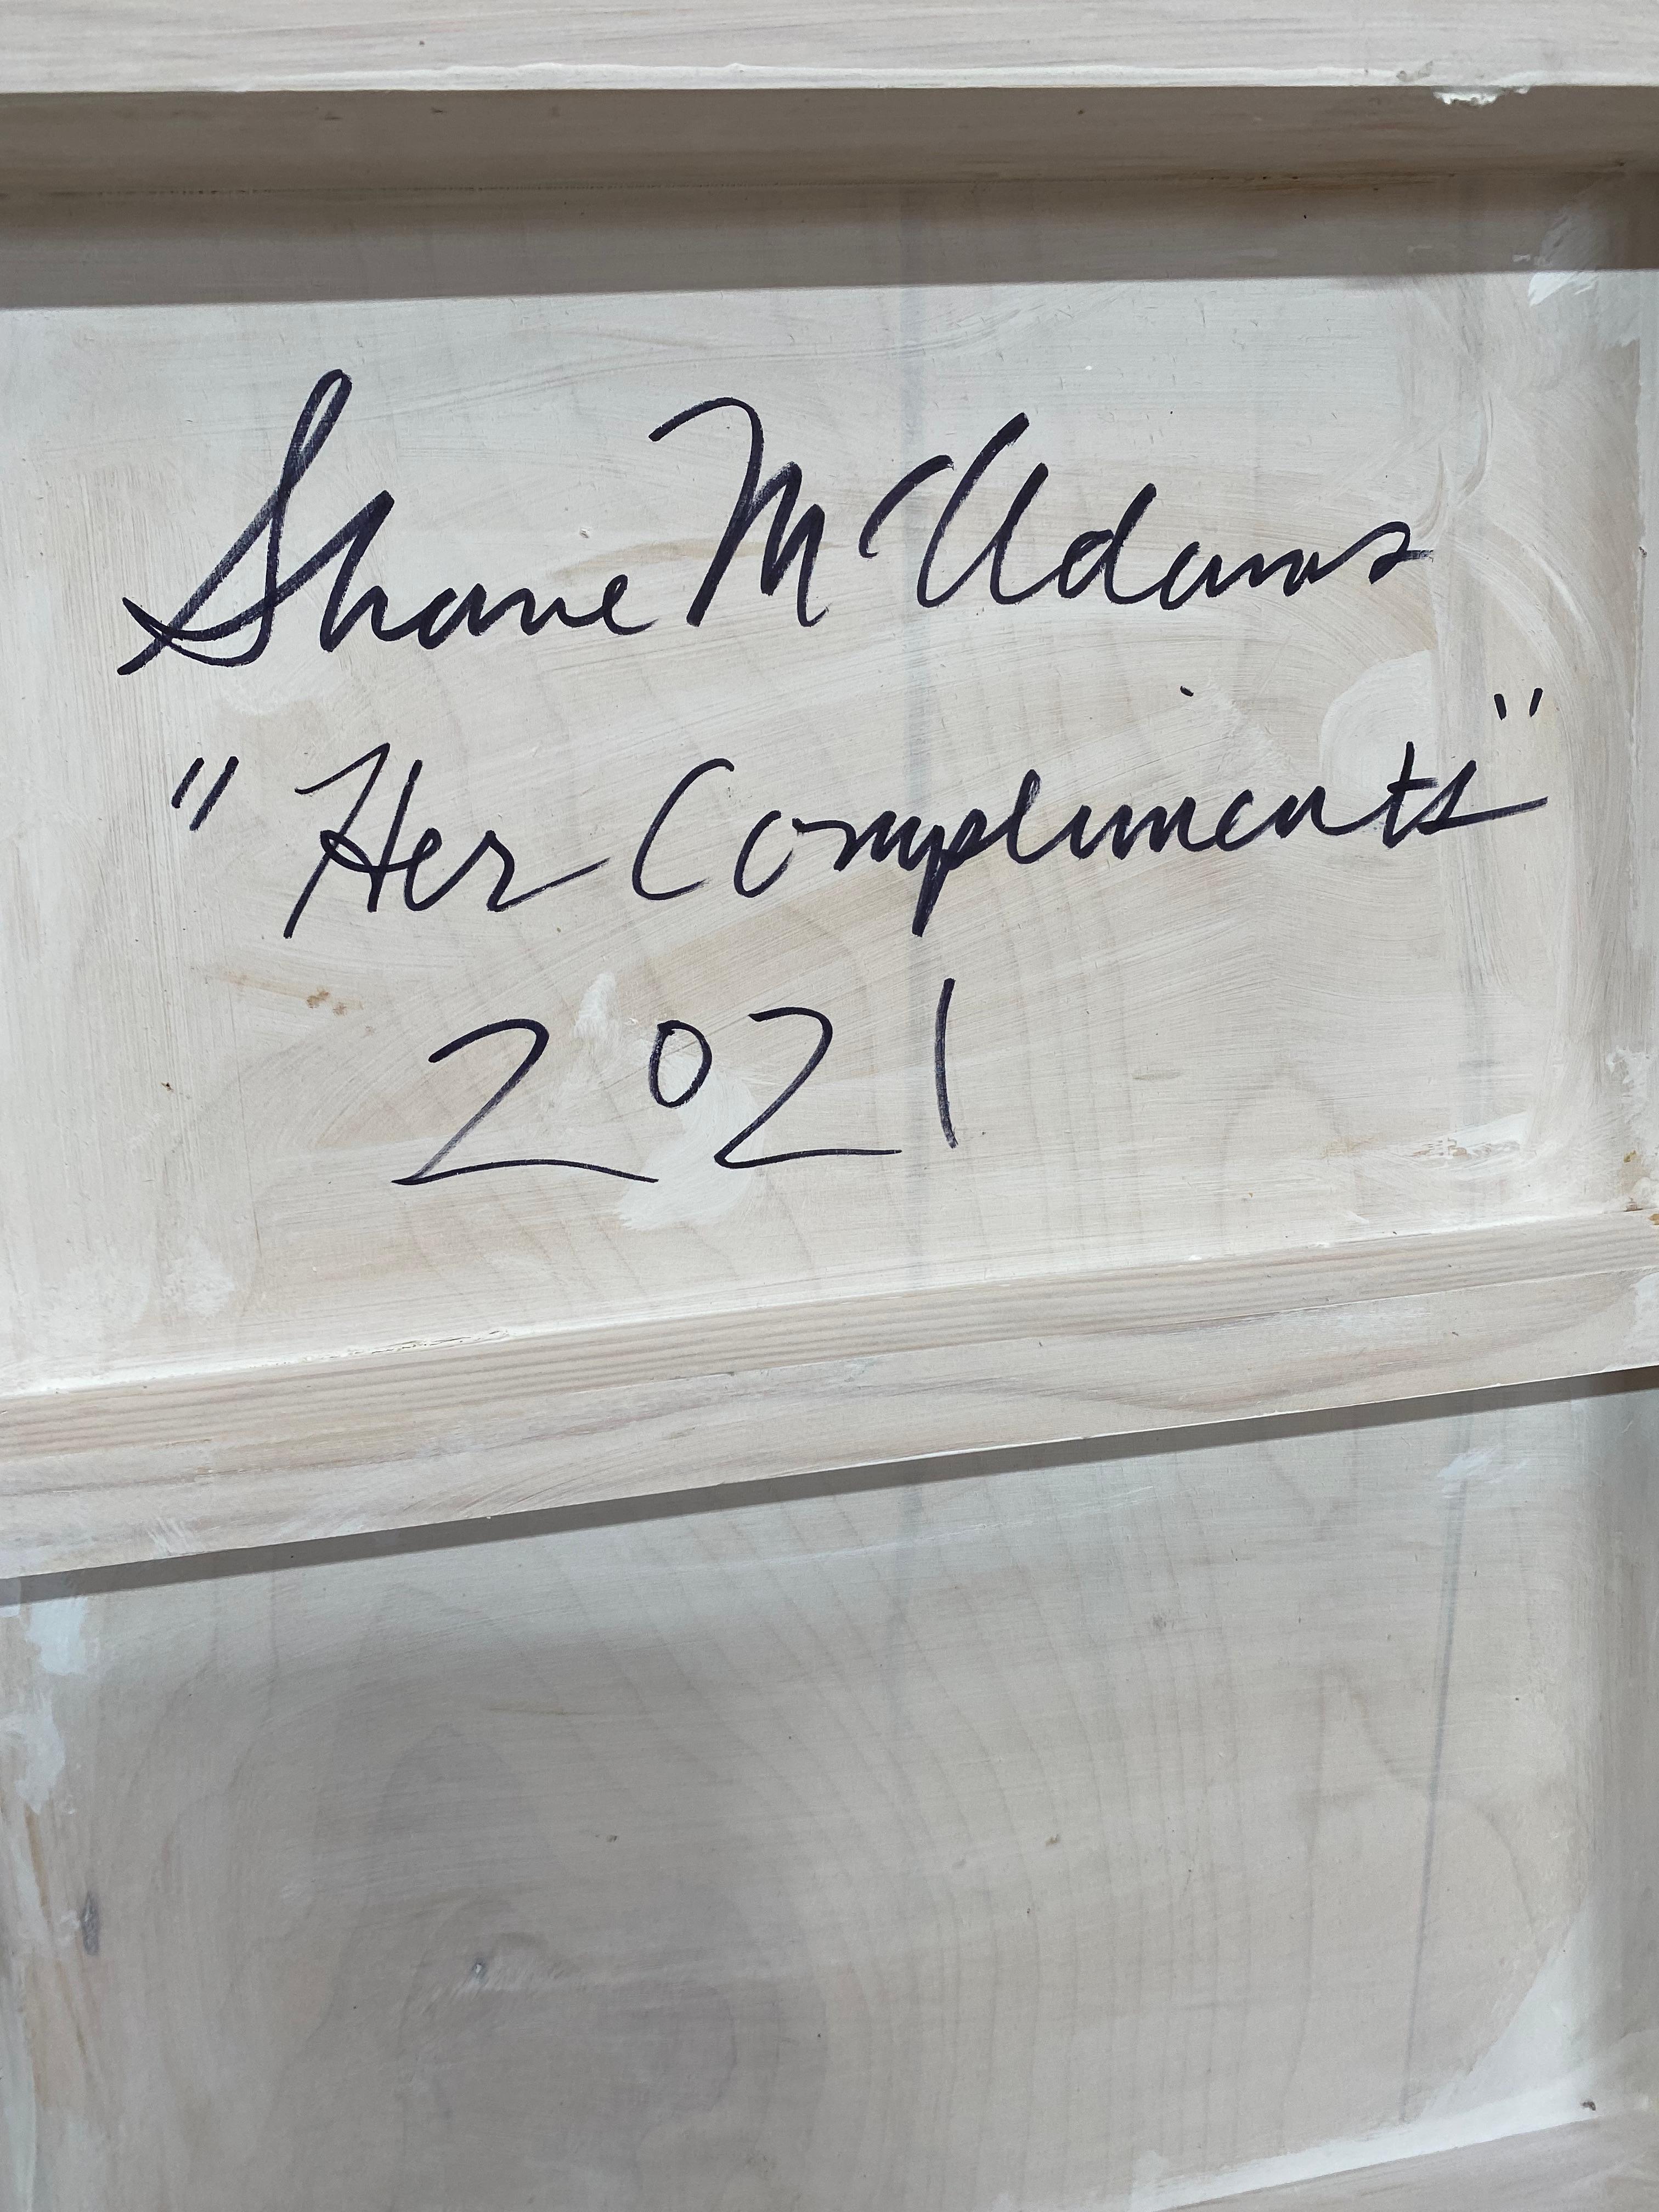 Shane McAdams
"Her Compliments"
2021